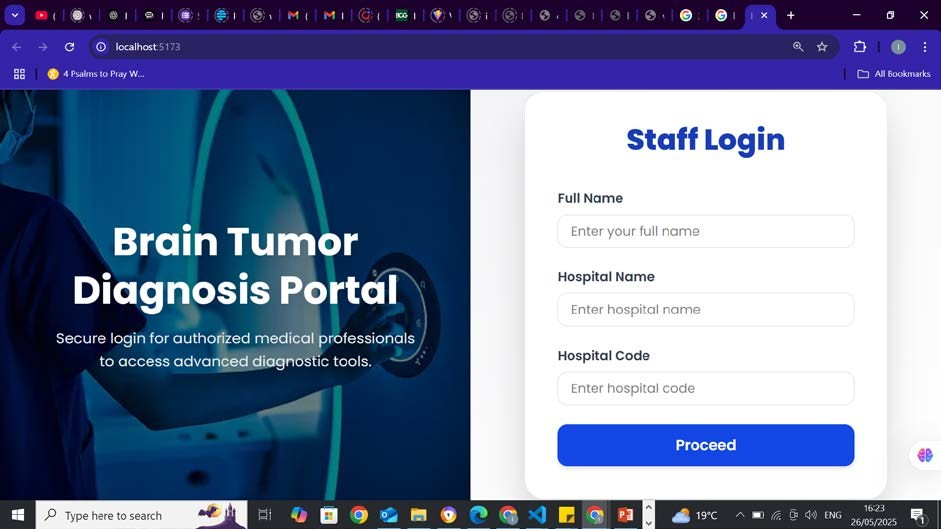 localhost:5173
4 Psalms to Pray W...
All Bookmarks
Brain Tumor
Diagnosis Portal
Secure login for authorized medical professionals
to access advanced diagnostic tools.
Staff Login
Full Name
Enter your full name
Hospital Name
Enter hospital name
Hospital Code
Enter hospital code
Proceed
Type here to search
19°C
ENG
16:23
26/05/2025
1